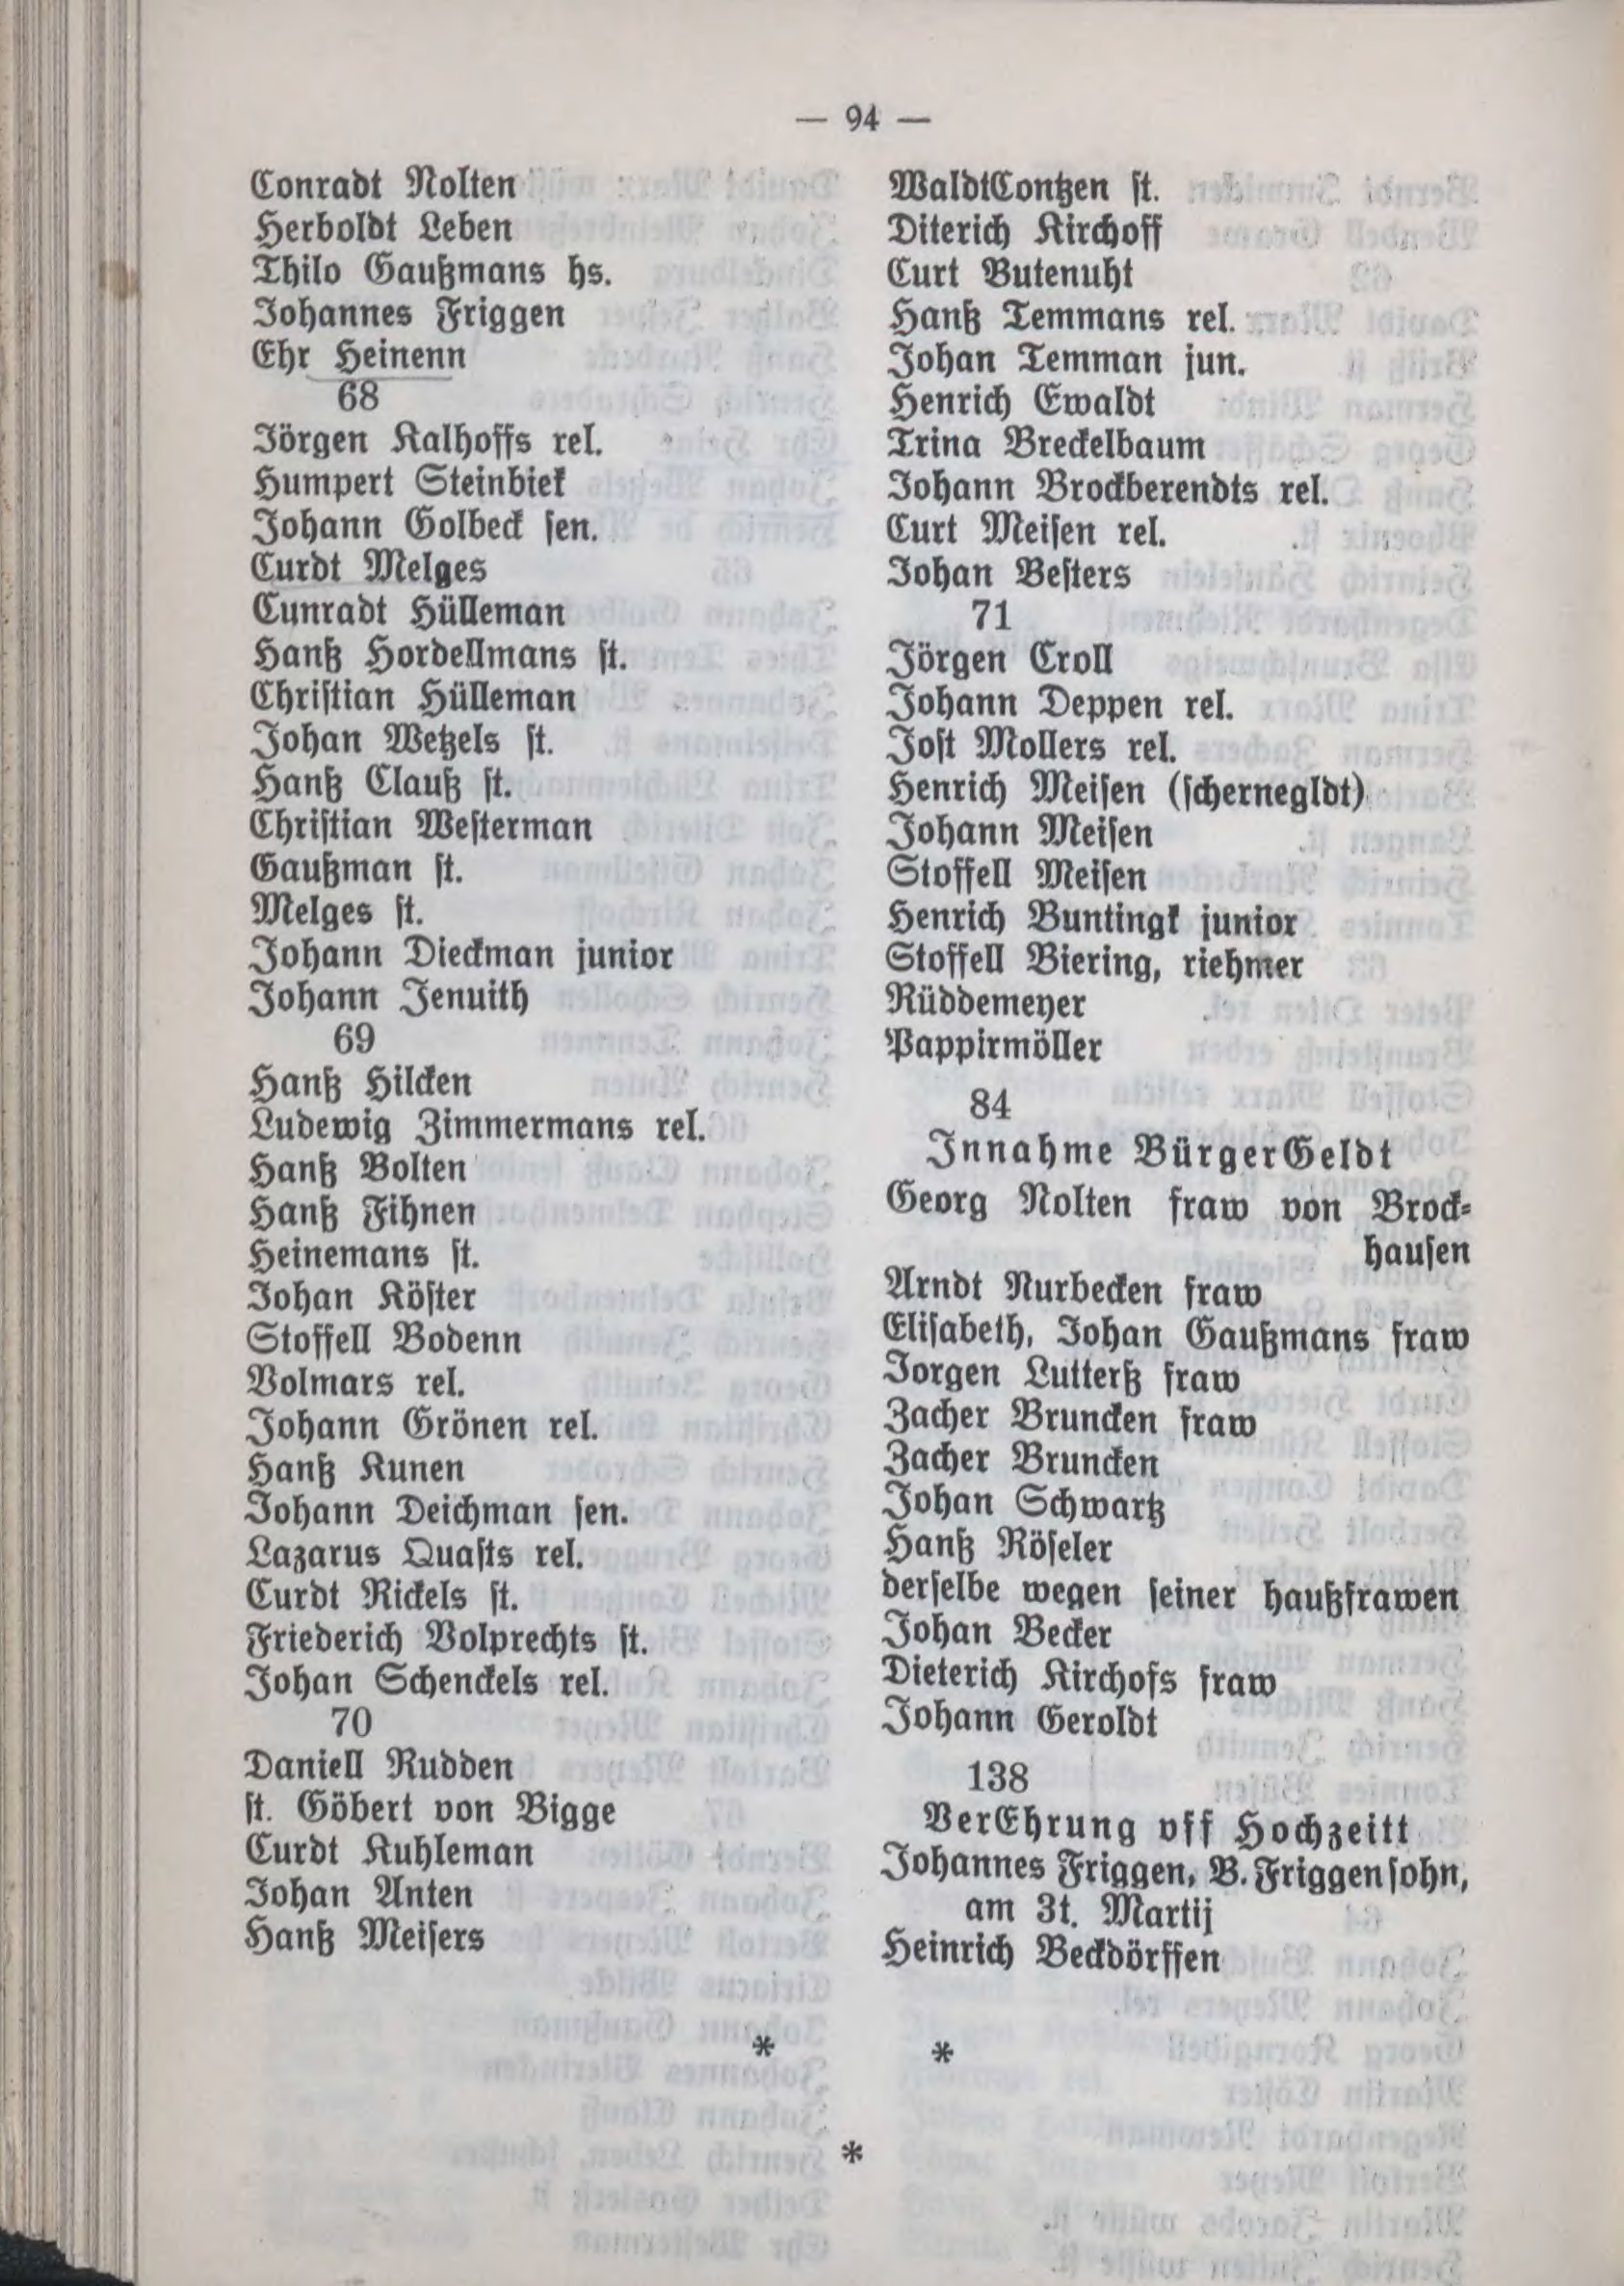 — 94 —
Conradt Nolten
Herboldt Leben
Thilo Gaußmans hs.
Johannes Friggen
Ehr Heinenn
68
Jörgen Kalhoffs rel.
Humpert Steinbiek
Johann Golbeck sen.
Curdt Melges
Cunradt Hülleman
Hanß Hordellmans st.
Christian Hülleman
Johan Wetzels st.
Hanß Clauß st.
Christian Westerman
Gaußman st.
Melges st.
Johann Dieckman junior
Johann Jenuith
69
Hanß Hilcken
Ludewig Zimmermans rel.
Hanß Bolten
Hanß Fihnen
Heinemans st.
Johan Köster
Stoffell Bodenn
Volmars rel.
Johann Grönen rel.
Hanß Kunen
Johann Deichman sen.
Lazarus Quasts rel.
Curdt Rickels st.
Friederich Volprechts st.
Johan Schenckels rel.
70
Daniell Rudden
st. Göbert von Bigge
Curdt Kuhleman
Johan Anten
Hanß Meisers
WaldtContzen st.
Diterich Kirchoff
Curt Butenuht
Hanß Temmans rel.
Johan Temman jun.
Henrich Ewaldt
Trina Breckelbaum
Johann Brockberendts rel.
Curt Meisen rel.
Johan Besters
71
Jörgen Croll
Johann Deppen rel.
Jost Mollers rel.
Henrich Meisen (schernegldt)
Johann Meisen
Stoffell Meisen
Henrich Buntingk junior
Stoffell Biering, riehmer
Rüddemeyer
Pappirmöller
84
Innahme BürgerGeldt
Georg Nolten fraw von Brock-
hausen
Arndt Nurbecken fraw
Elisabeth, Johan Gaußmans fraw
Jorgen Lutterß fraw
Zacher Bruncken fraw
Zacher Bruncken
Johan Schwartz
Hanß Röseler
derselbe wegen seiner haußfrawen
Johan Becker
Dieterich Kirchofs fraw
Johann Geroldt
138
VerEhrung vff Hochzeitt
Johannes Friggen, B. Friggen sohn,
am 3t. Martij
Heinrich Beckdörffen
* *
*